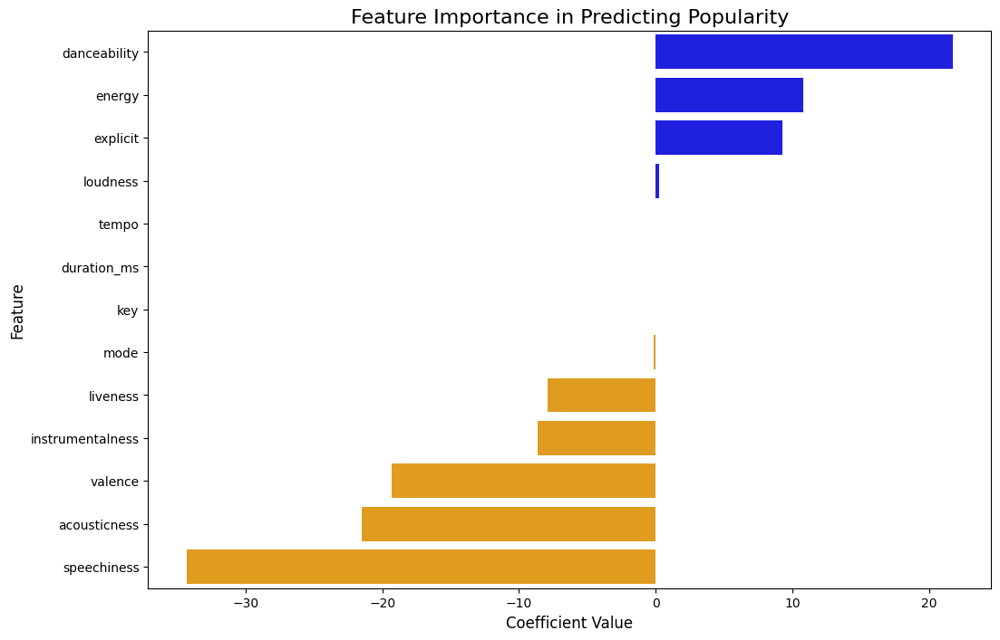 Feature Importance in Predicting Popularity
danceability
energy
explicit
loudness
tempo
duration_ms
key
mode
liveness
instrumentalness
valence
acousticness
speechiness
Feature
−30 −20 −10 0 10 20
Coefficient Value